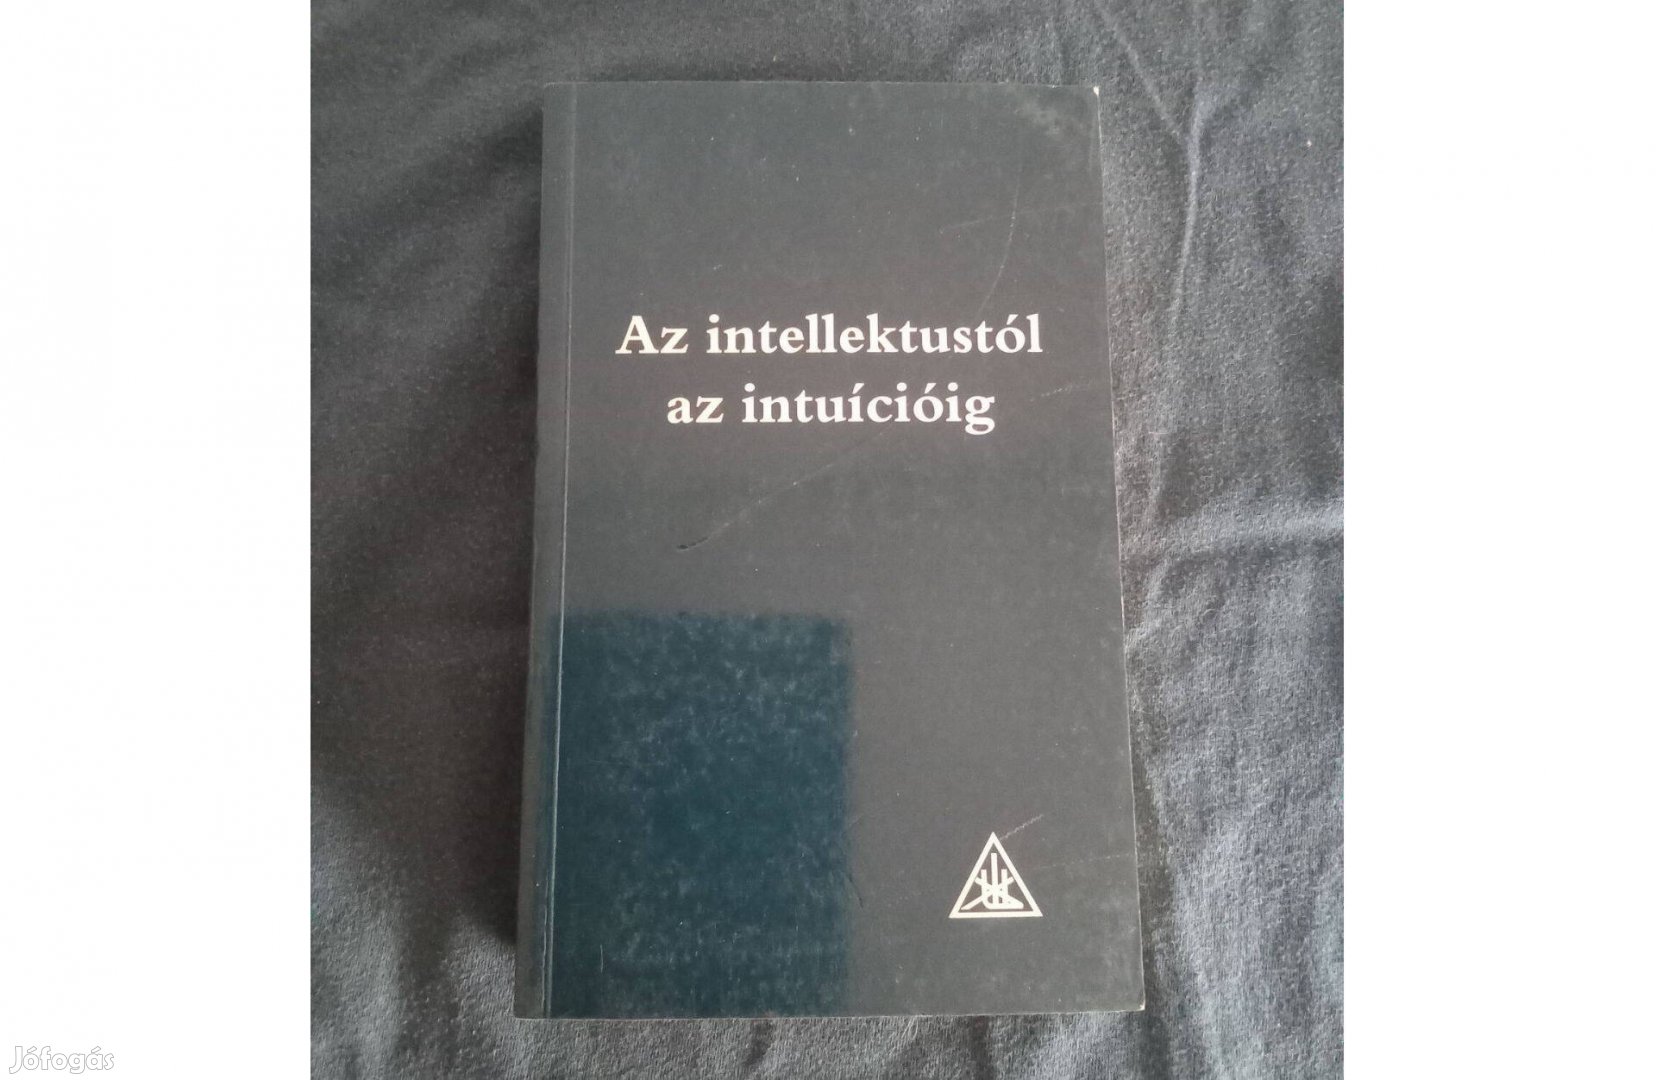 Az intellektustól
az intuícióig
Jófogás